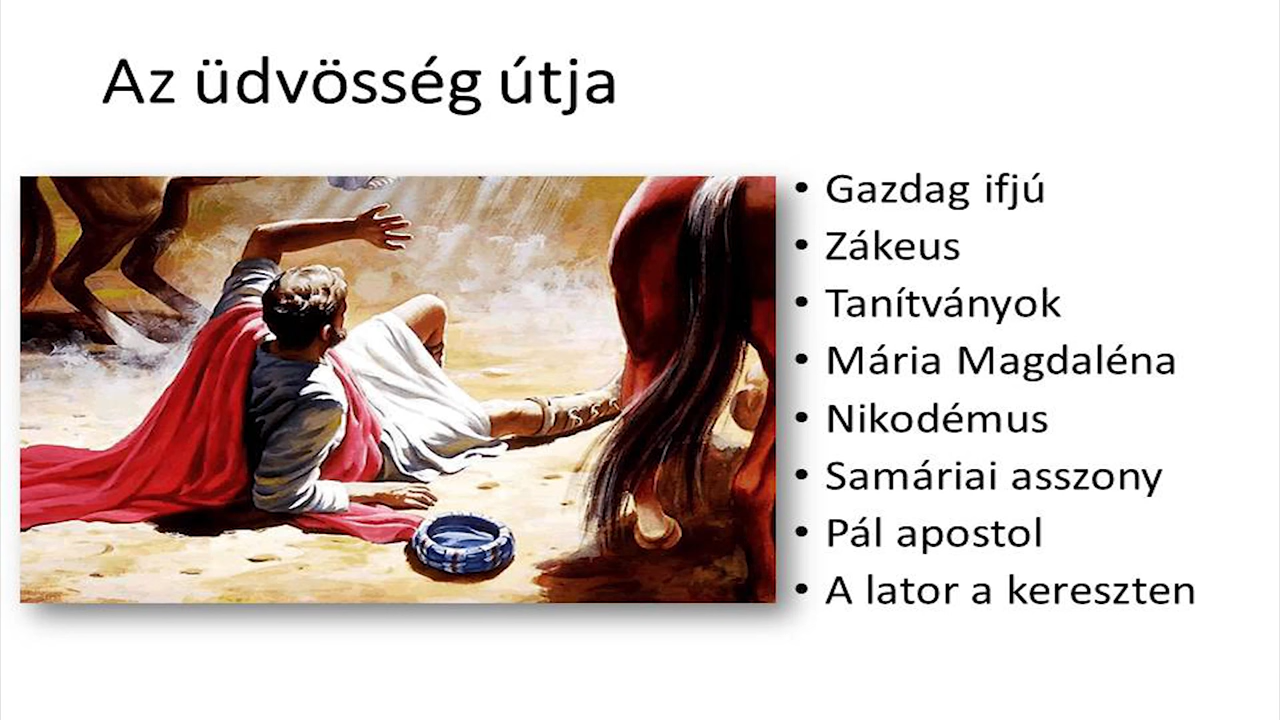 Az üdvösség útja
• Gazdag ifjú
• Zákeus
• Tanítványok
• Mária Magdaléna
• Nikodémus
• Samáriai asszony
• Pál apostol
• A lator a kereszten